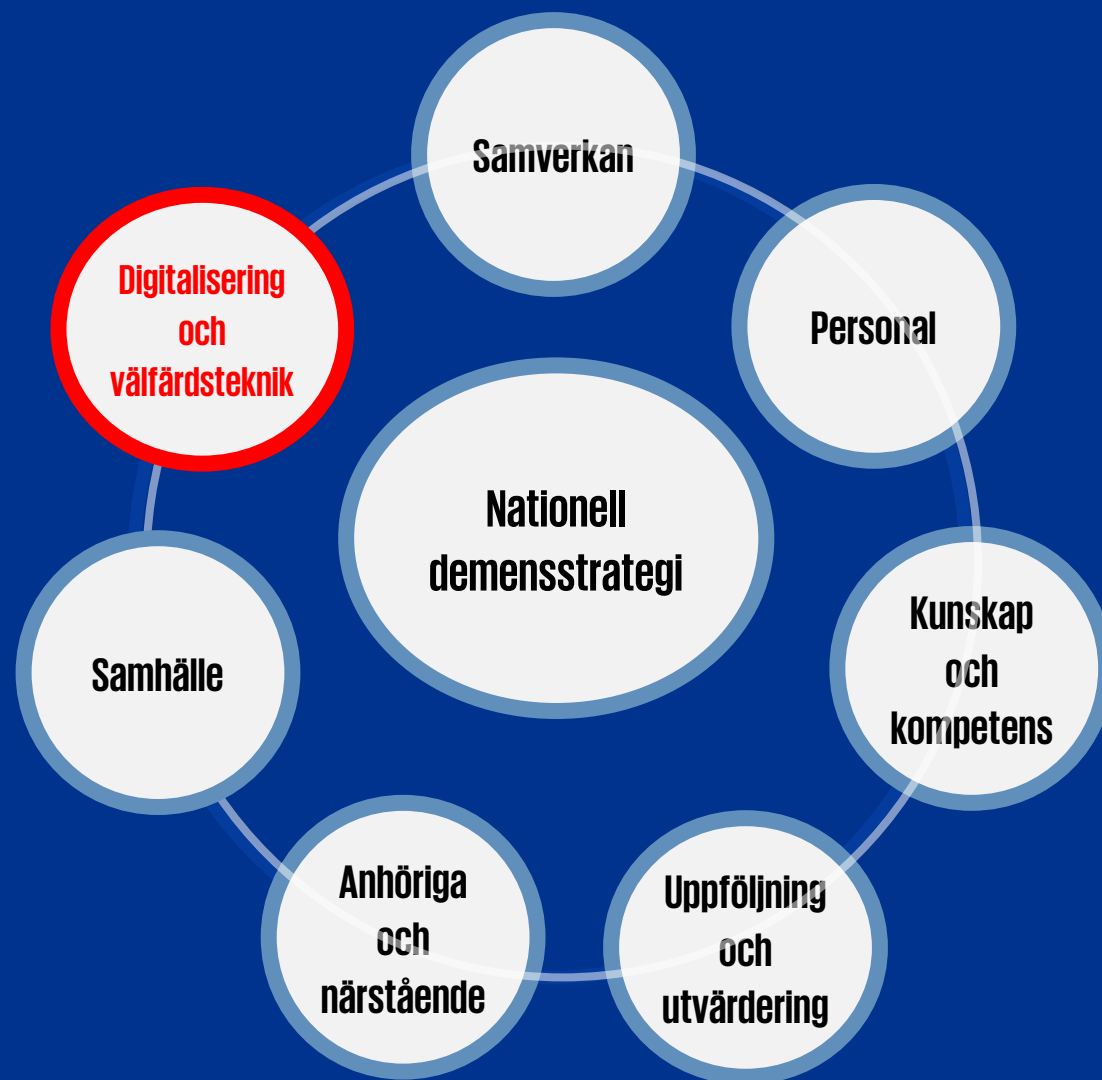 Samverkan
Personal
Kunskap
och
kompetens
Uppföljning
och
utvärdering
Anhöriga
och
närstående
Samhälle
Digitalisering
och
välfärdsteknik
Nationell
demensstrategi